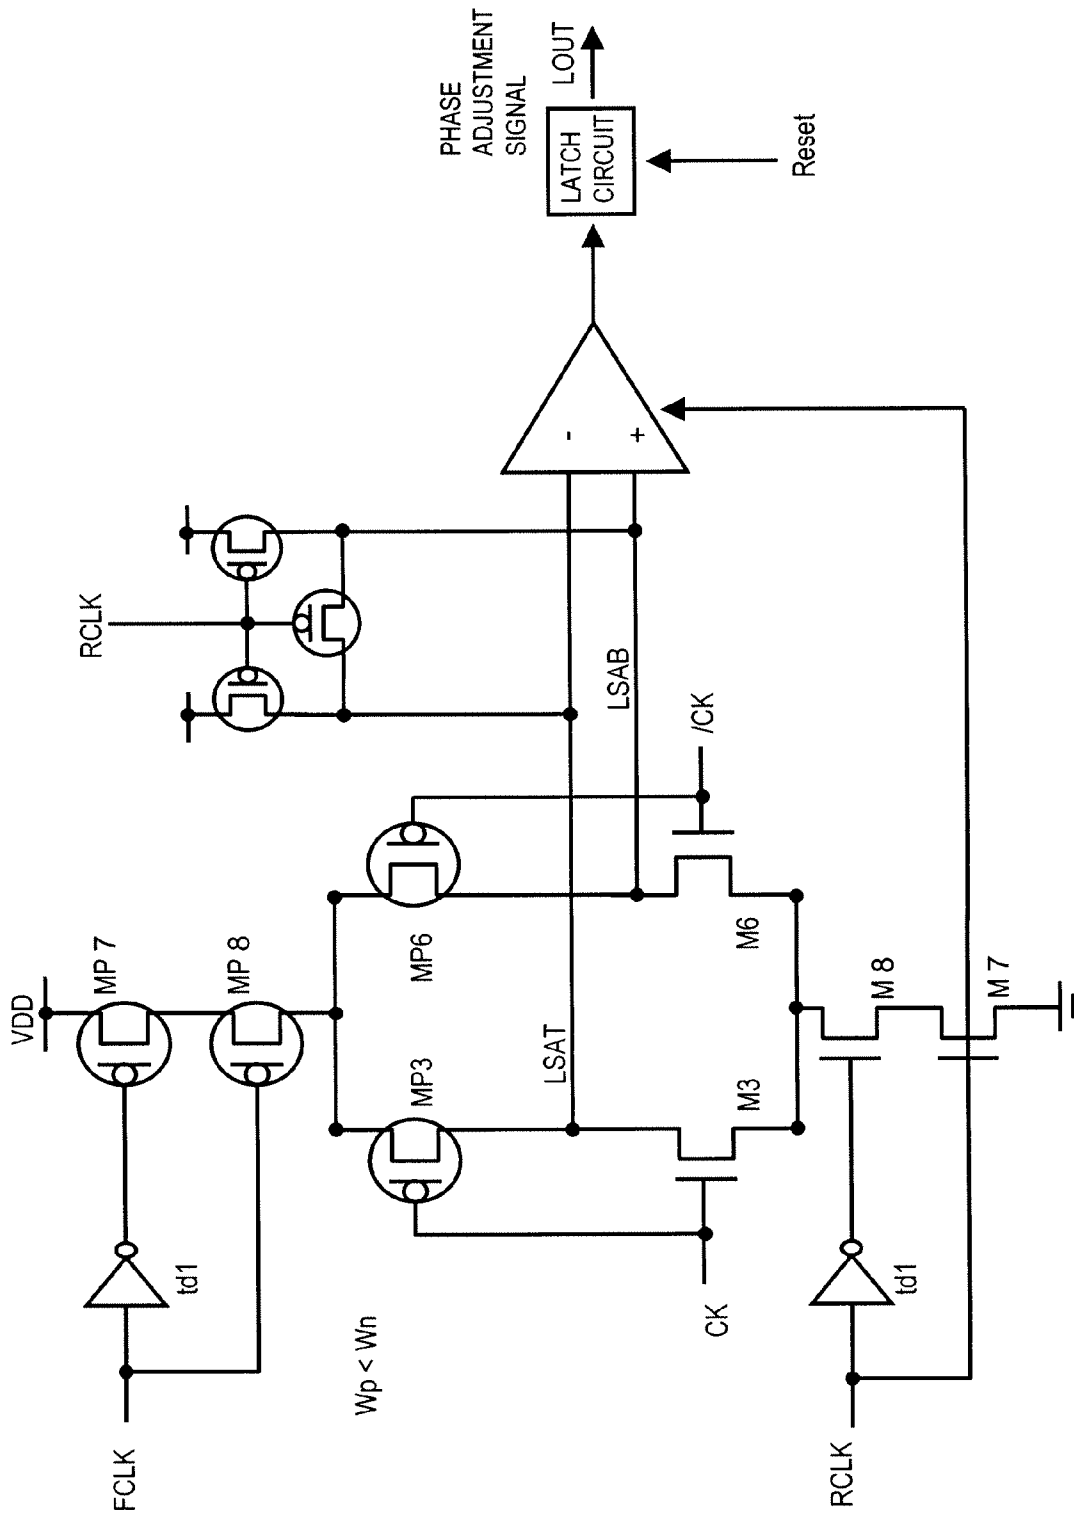 VDD
MP 7
MP 8
FCLK
td1
Wp < Wn
MP3
MP6
LSAT
LSAB
CK
/CK
M3
M6
M 8
M 7
RCLK
td1
RCLK
-
+
PHASE
ADJUSTMENT
SIGNAL
LATCH
CIRCUIT
LOUT
Reset